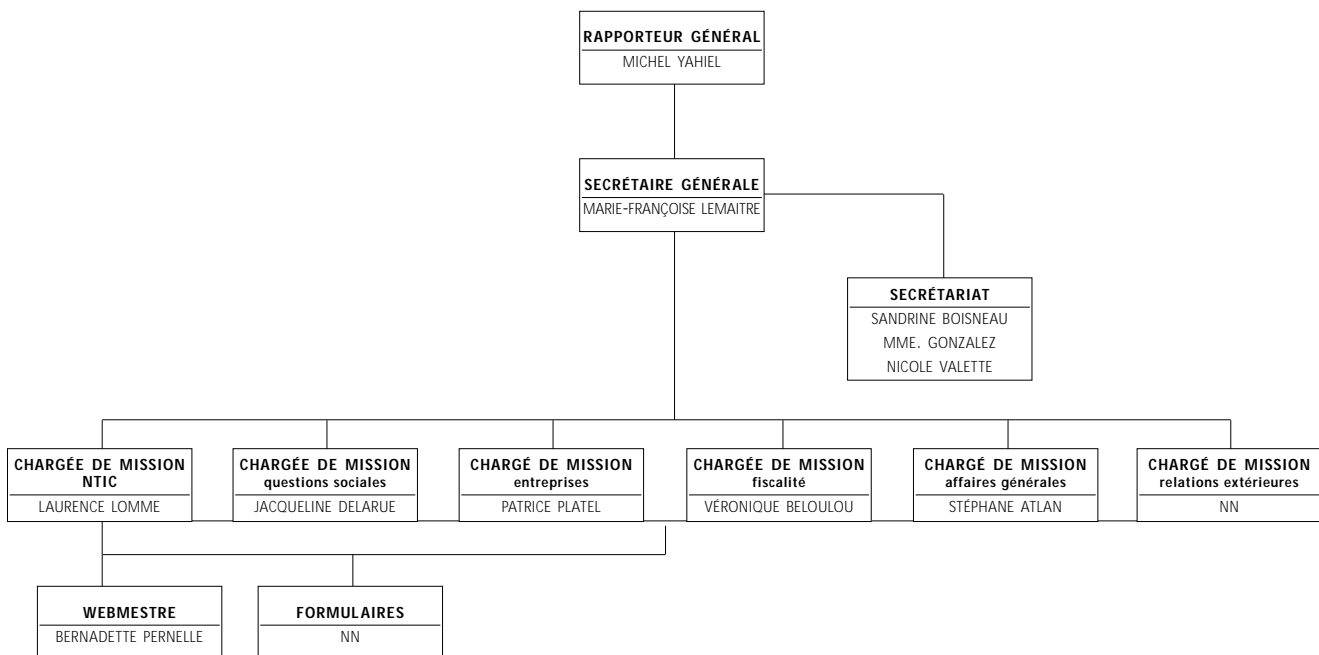 RAPPORTEUR GÉNÉRAL
MICHEL YAHIEL
SECRÉTAIRE GÉNÉRALE
MARIE-FRANÇOISE LEMAITRE
SECRÉTARIAT
SANDRINE BOISNEAU
MME. GONZALEZ
NICOLE VALETTE
CHARGÉE DE MISSION
NTIC
LAURENCE LOMME
CHARGÉE DE MISSION
questions sociales
JACQUELINE DELARUE
CHARGÉ DE MISSION
entreprises
PATRICE PLATEL
CHARGÉE DE MISSION
fiscalité
VÉRONIQUE BELOULOU
CHARGÉ DE MISSION
affaires générales
STÉPHANE ATLAN
CHARGÉ DE MISSION
relations extérieures
NN
WEBMESTRE
BERNADETTE PERNELLE
FORMULAIRES
NN